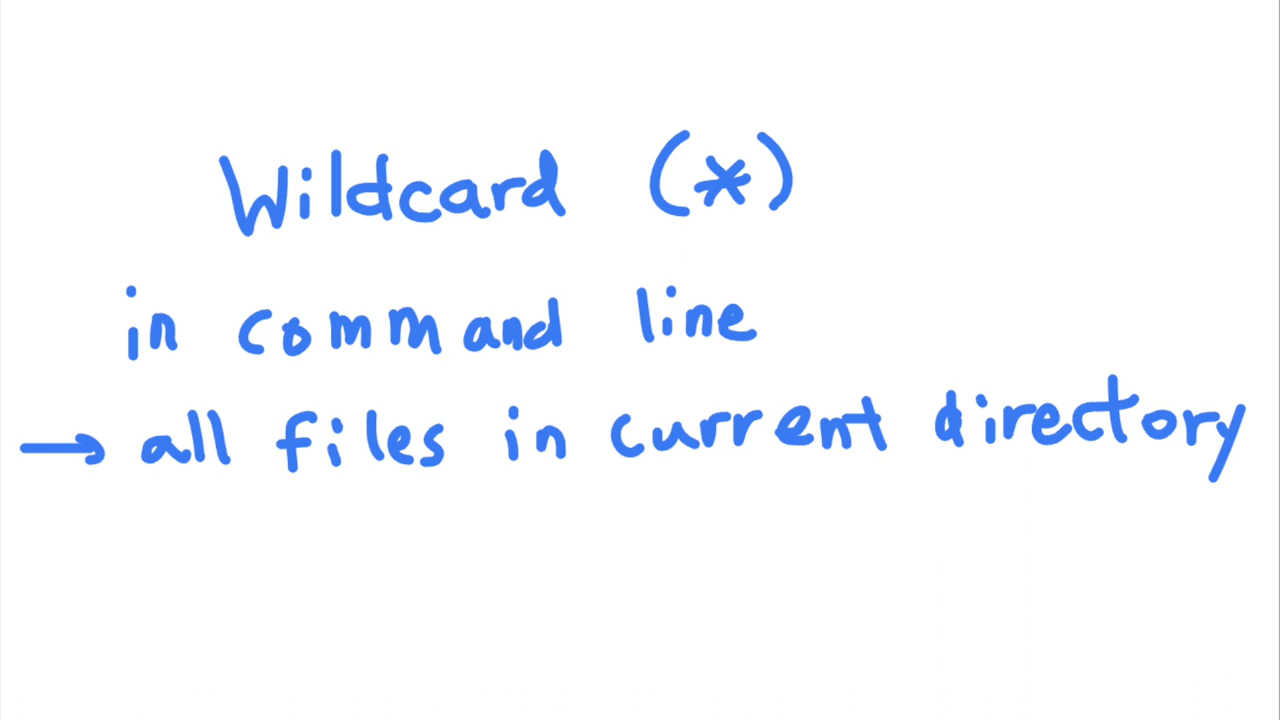 Wildcard (*)
in command line
→ all files in current directory